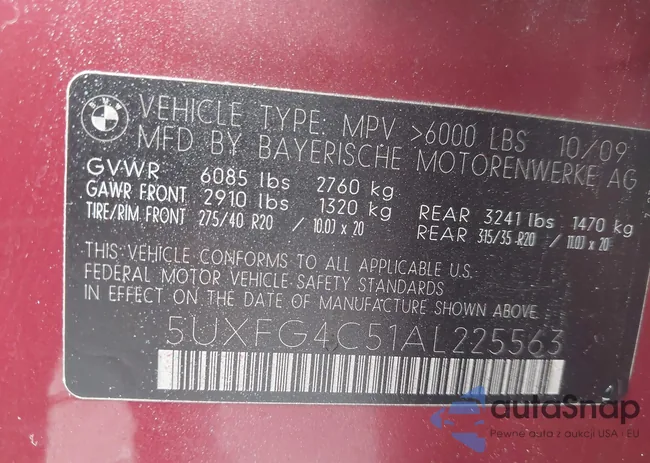 BMW
VEHICLE TYPE: MPV >6000 LBS 10/09
MFD BY BAYERISCHE MOTORENWERKE AG
GVWR 6085 lbs 2760 kg
GAWR FRONT 2910 lbs 1320 kg REAR 3241 lbs 1470 kg
TIRE/RIM FRONT 275/40 R20 / 10.0J x 20 REAR 315/35 R20 / 11.0J x 20
THIS VEHICLE CONFORMS TO ALL APPLICABLE U.S.
FEDERAL MOTOR VEHICLE SAFETY STANDARDS
IN EFFECT ON THE DATE OF MANUFACTURE SHOWN ABOVE.
5UXFG4C51AL225563
autoSnap
Pewne auta z aukcji USA i EU